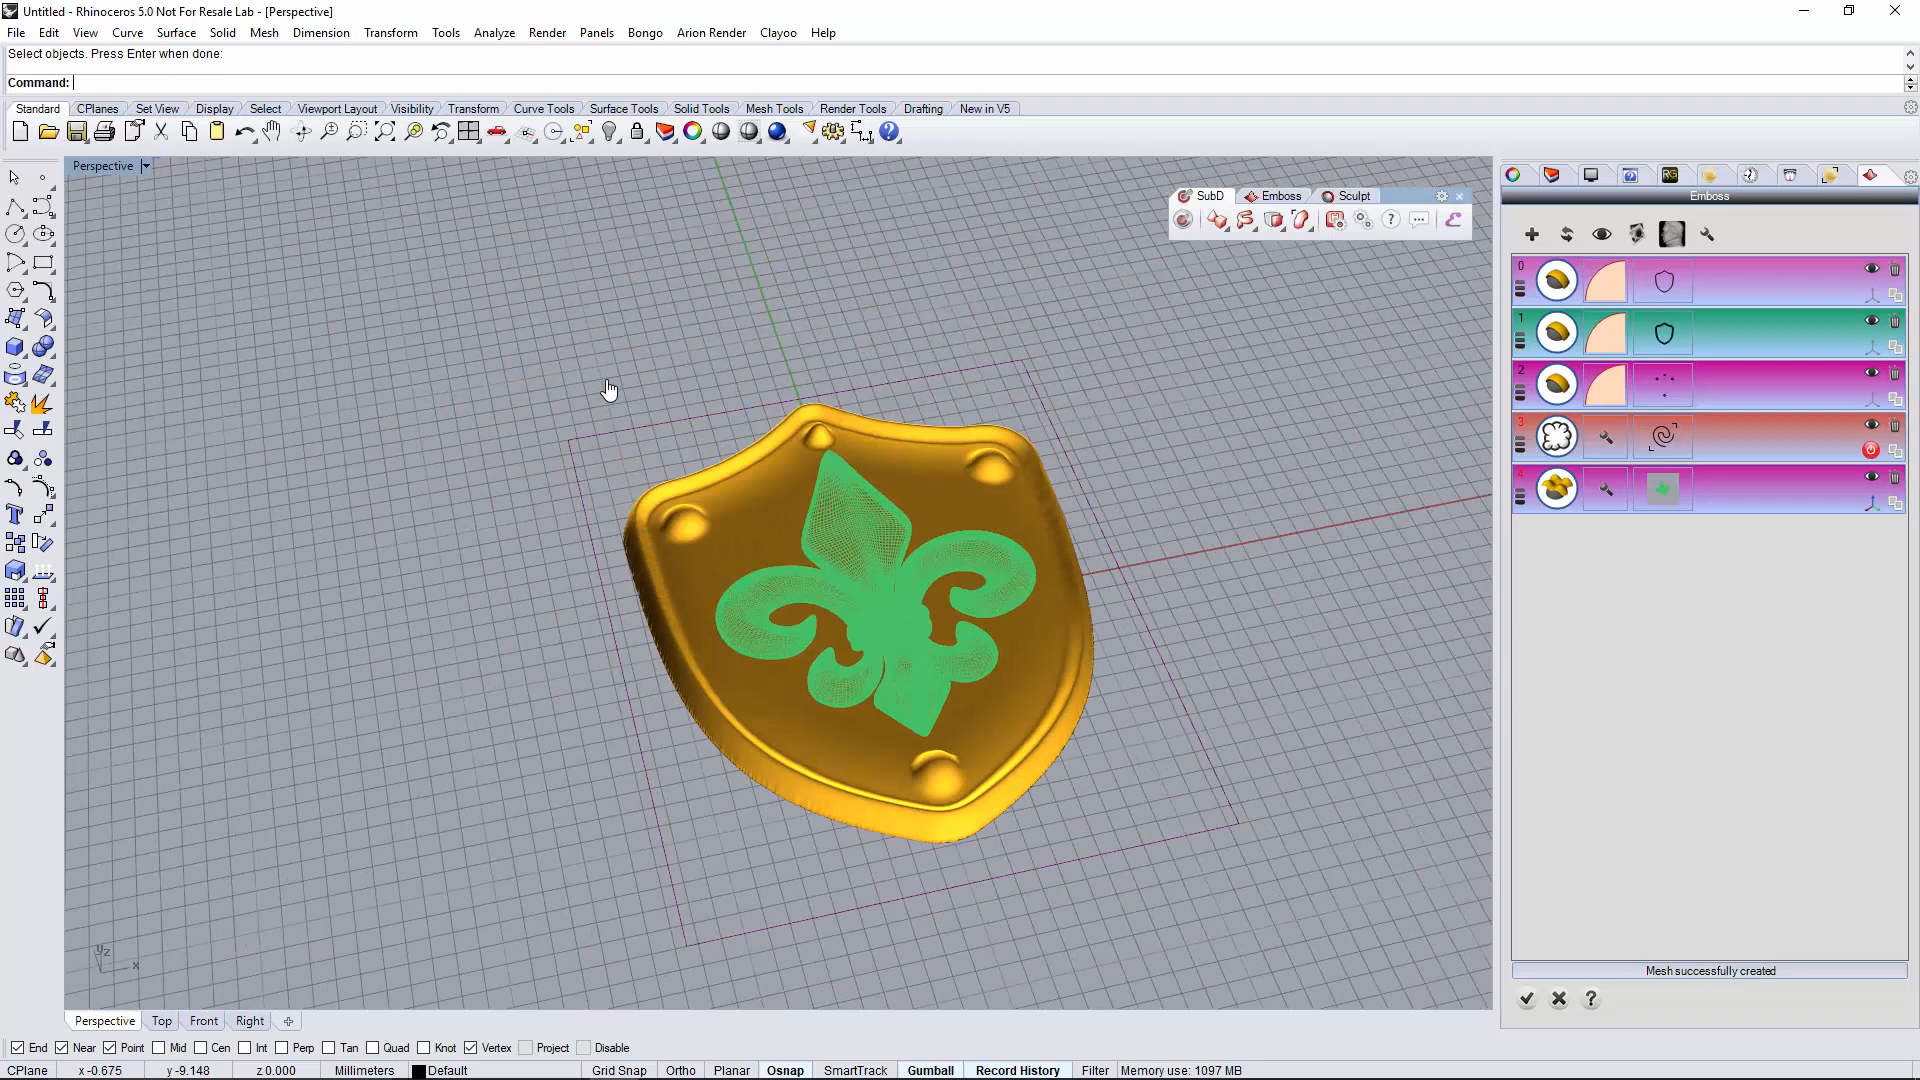 Untitled - Rhinoceros 5.0 Not For Resale Lab - [Perspective]
File Edit View Curve Surface Solid Mesh Dimension Transform Tools Analyze Render Panels Bongo Arion Render Clayoo Help
Select objects. Press Enter when done:
Command:
Standard CPlanes Set View Display Select Viewport Layout Visibility Transform Curve Tools Surface Tools Solid Tools Mesh Tools Render Tools Drafting New in V5
Perspective
SubD Emboss Sculpt
RG
Emboss
0
1
2
3
4
Mesh successfully created
y z x
Perspective Top Front Right
End Near Point Mid Cen Int Perp Tan Quad Knot Vertex Project Disable
CPlane x -0.675 y -9.148 z 0.000 Millimeters Default Grid Snap Ortho Planar Osnap SmartTrack Gumball Record History Filter Memory use: 1097 MB